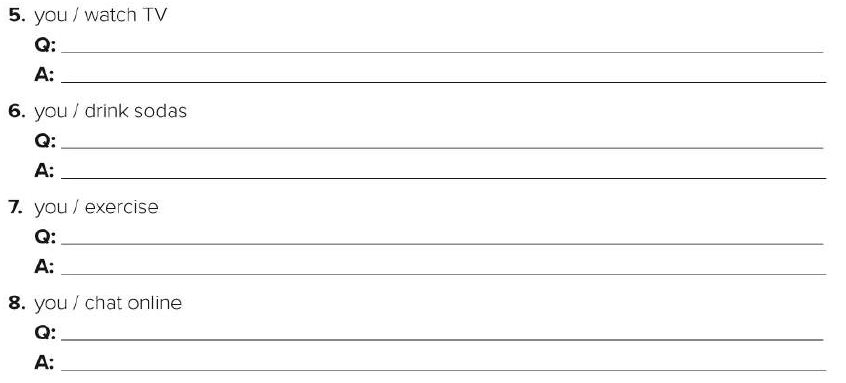 5. you / watch TV
Q:
A:
6. you / drink sodas
Q:
A:
7. you / exercise
Q:
A:
8. you / chat online
Q:
A: